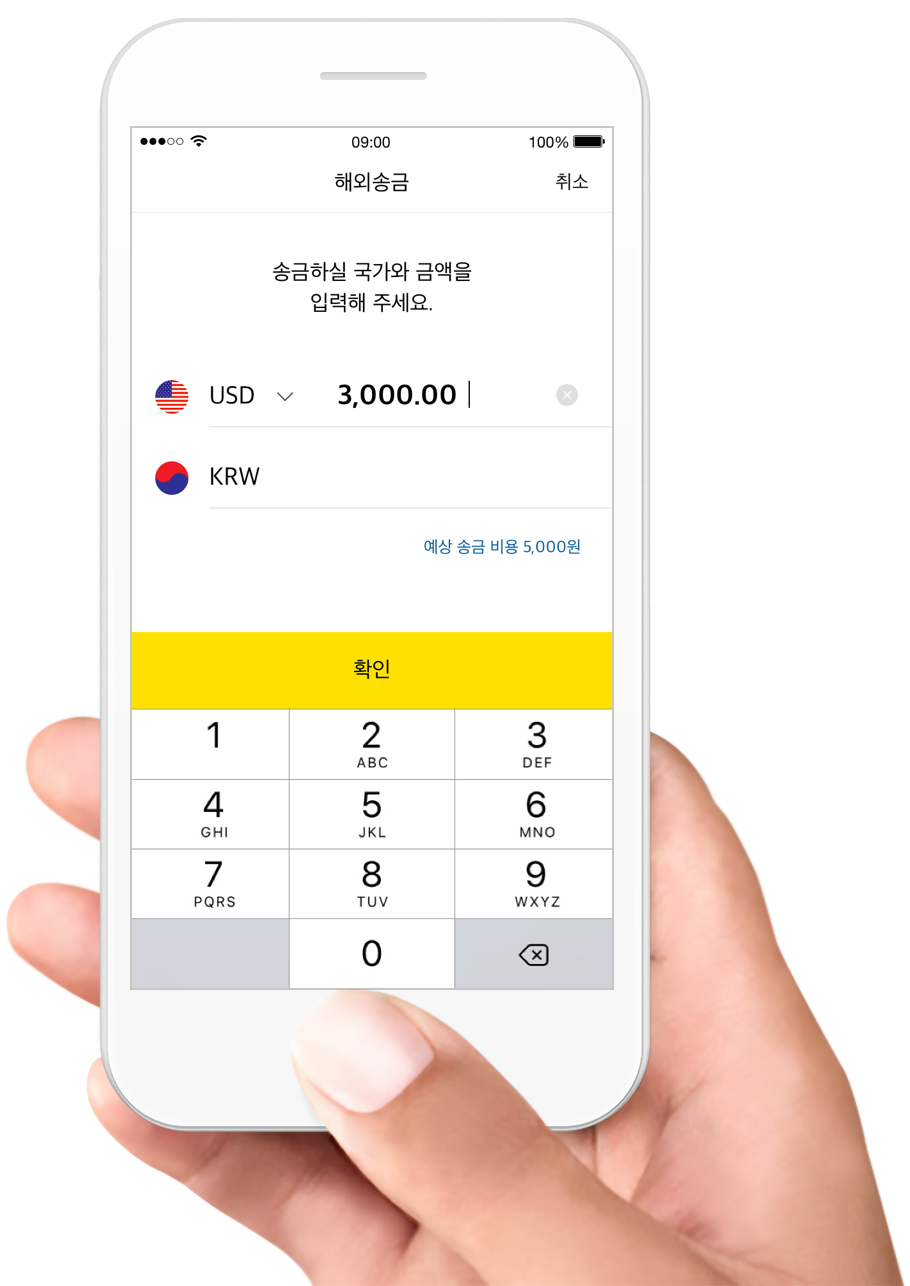 09:00 100%
해외송금 취소
송금하실 국가와 금액을
입력해 주세요.
USD 3,000.00
KRW
예상 송금 비용 5,000원
확인
1 2 3
ABC DEF
4 5 6
GHI JKL MNO
7 8 9
PQRS TUV WXYZ
0